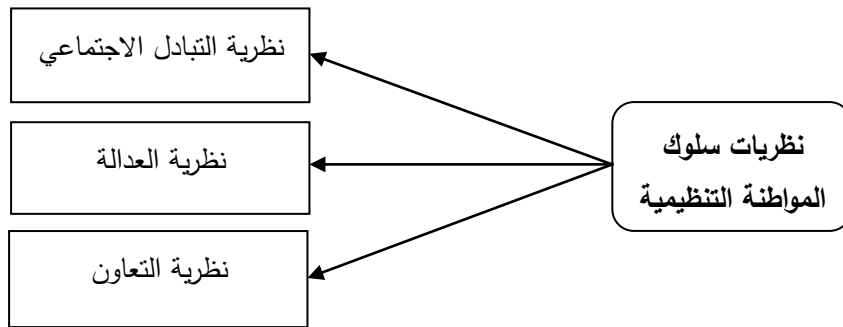 نظريات سلوك
المواطنة التنظيمية
نظرية التبادل الاجتماعي
نظرية العدالة
نظرية التعاون